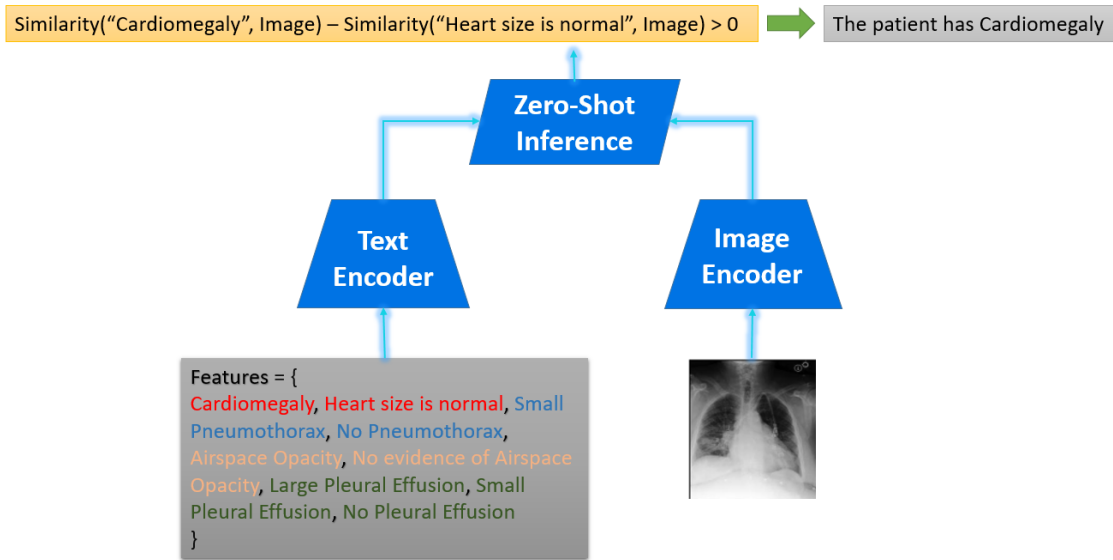 Similarity(“Cardiomegaly”, Image) – Similarity(“Heart size is normal”, Image) > 0
The patient has Cardiomegaly
Zero-Shot
Inference
Text
Encoder
Image
Encoder
Features = {
Cardiomegaly, Heart size is normal, Small
Pneumothorax, No Pneumothorax,
Airspace Opacity, No evidence of Airspace
Opacity, Large Pleural Effusion, Small
Pleural Effusion, No Pleural Effusion
}